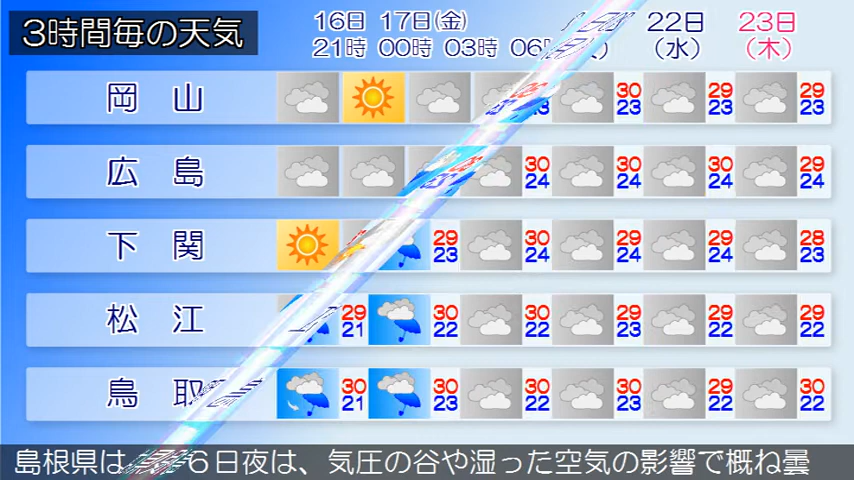 3時間毎の天気
16日 17日(金) 22日 23日
21時 00時 03時 06 (水) (木)
岡 山 30 23 29 23 29 23
広 島 30 24 30 24 30 24 29 24
下 関 29 23 30 24 29 24 29 24 28 23
松 江 29 21 30 22 30 22 29 23 29 22 29 22
鳥 取 30 21 30 23 30 22 30 23 29 22 30 22
島根県は 6日夜は、気圧の谷や湿った空気の影響で概ね曇